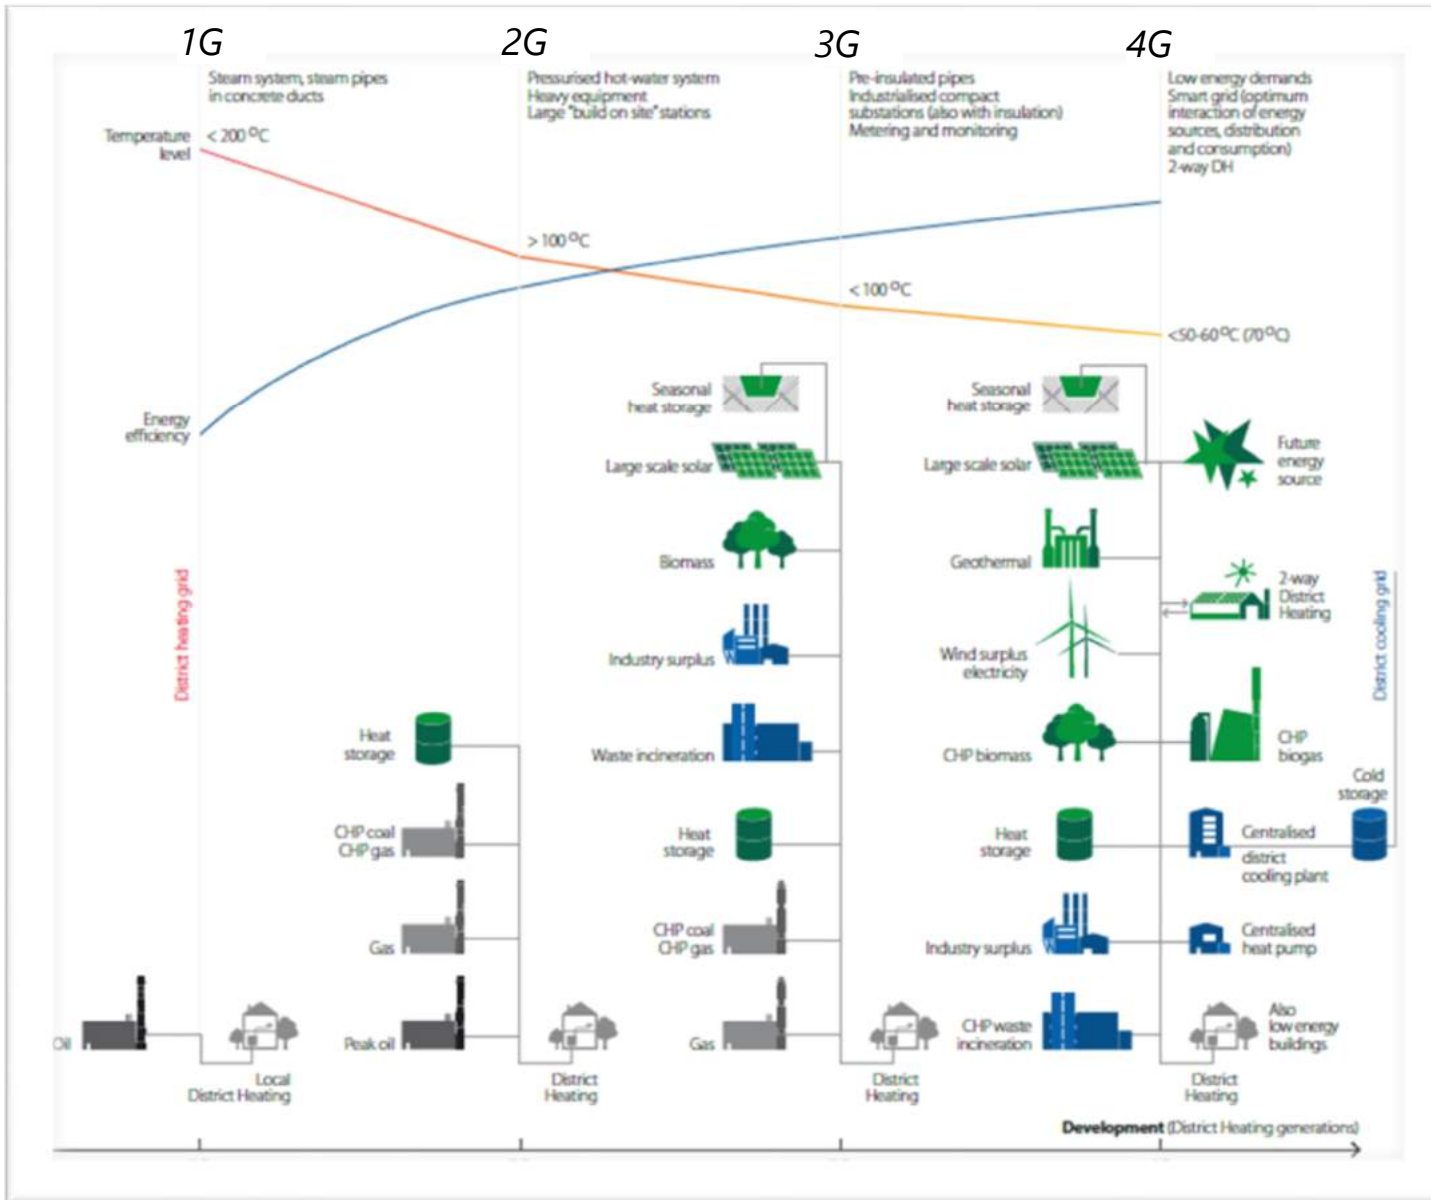 1G
2G
3G
4G
Steam system, steam pipes
in concrete ducts
Pressurised hot-water system
Heavy equipment
Large "build on site" stations
Pre-insulated pipes
Industrialised compact
substations (also with insulation)
Metering and monitoring
Low energy demands
Smart grid (optimum
interaction of energy
sources, distribution
and consumption)
2-way DH
Temperature
level
< 200 °C
> 100 °C
< 100 °C
<50-60°C (70°C)
Energy
efficiency
District heating grid
Oil
Local
District Heating
Heat
storage
CHP coal
CHP gas
Gas
Peak oil
District
Heating
Seasonal
heat storage
Large scale solar
Biomass
Industry surplus
Waste incineration
Heat
storage
CHP coal
CHP gas
Gas
District
Heating
Seasonal
heat storage
Large scale solar
Geothermal
Wind surplus
electricity
CHP biomass
Heat
storage
Industry surplus
CHP waste
incineration
Future
energy
source
2-way
District
Heating
CHP
biogas
Centralised
district
cooling plant
Cold
storage
Centralised
heat pump
Also
low energy
buildings
District
Heating
District cooling grid
Development (District Heating generations)